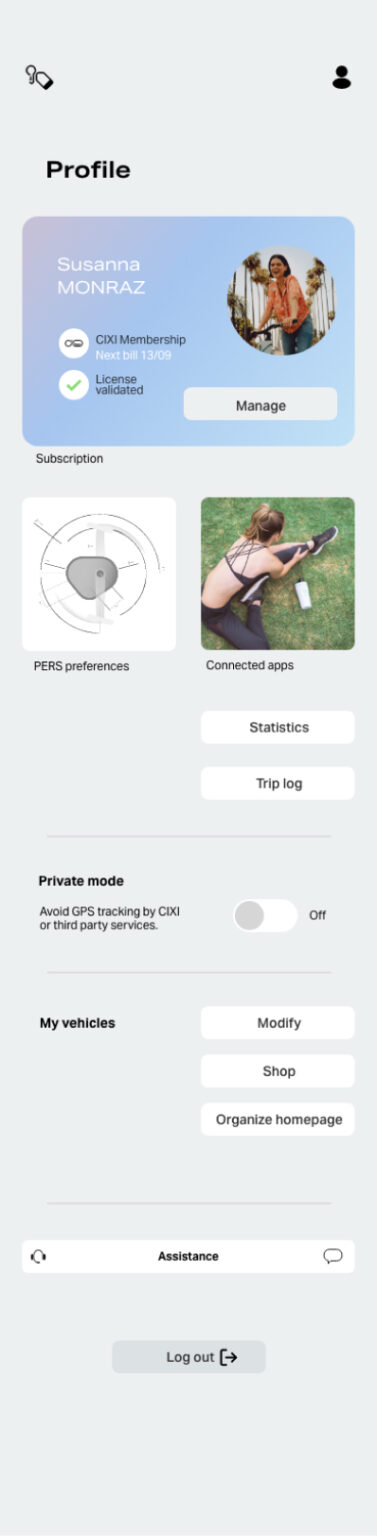 Profile
Susanna
MONRAZ
CIXI Membership
Next bill 13/09
License
validated
Manage
Subscription
PERS preferences
Connected apps
Statistics
Trip log
Private mode
Avoid GPS tracking by CIXI
or third party services.
Off
My vehicles
Modify
Shop
Organize homepage
Assistance
Log out